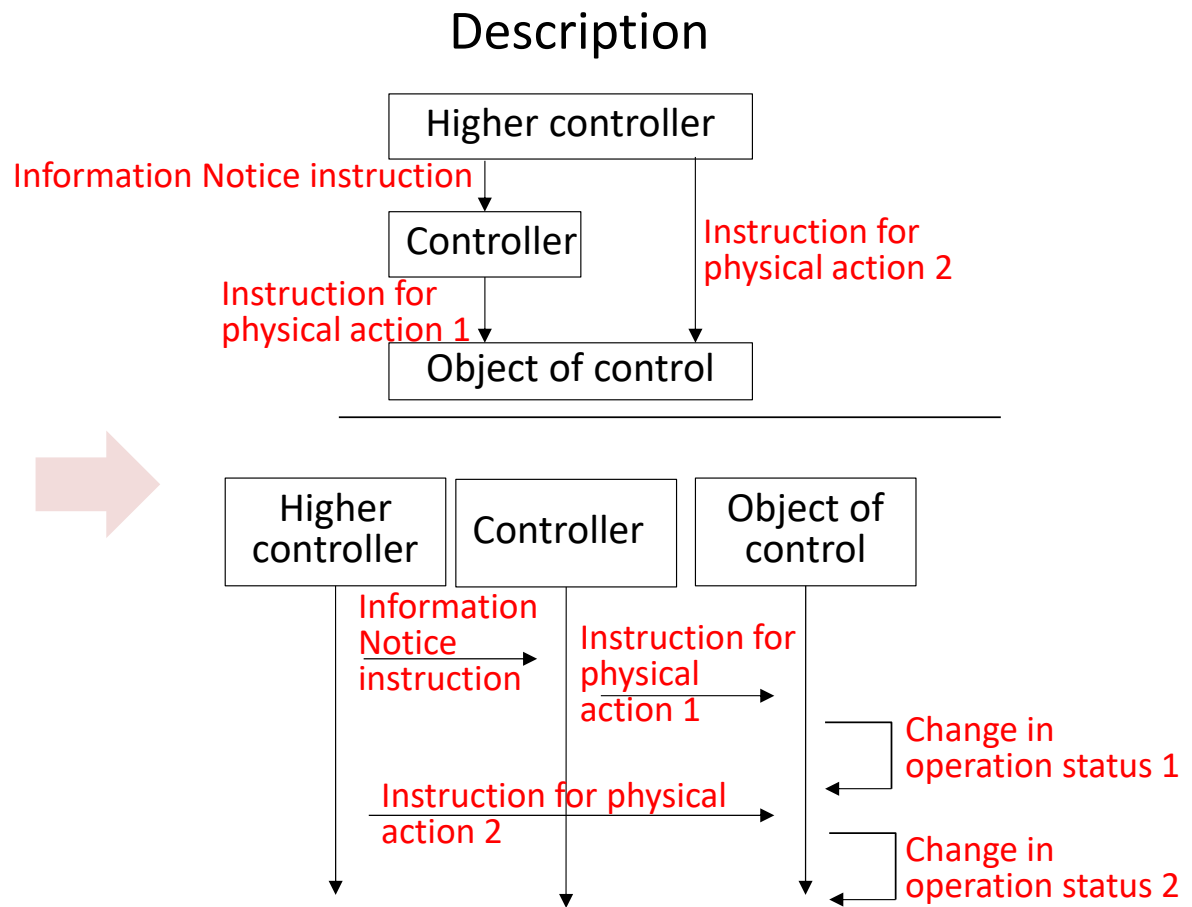 Description
Higher controller
Information Notice instruction
Controller
Instruction for
physical action 2
Instruction for
physical action 1
Object of control
Higher
controller
Controller
Object of
control
Information
Notice
instruction
Instruction for
physical
action 1
Change in
operation status 1
Instruction for physical
action 2
Change in
operation status 2